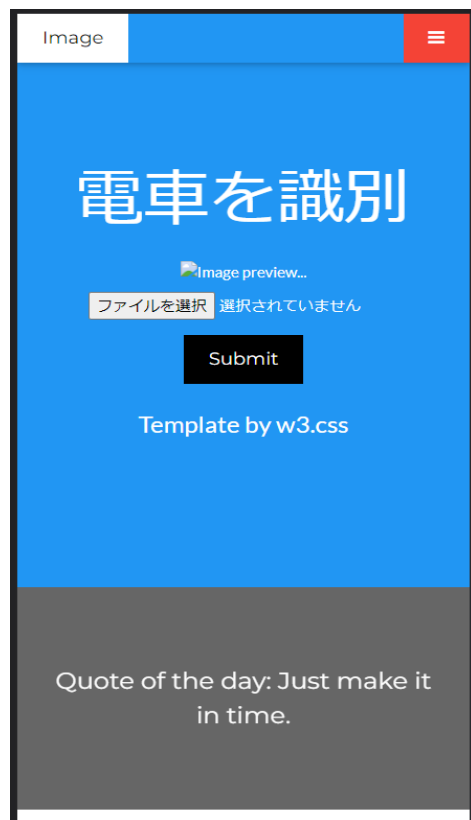 Image
電車を識別
Image preview...
ファイルを選択 選択されていません
Submit
Template by w3.css
Quote of the day: Just make it
in time.